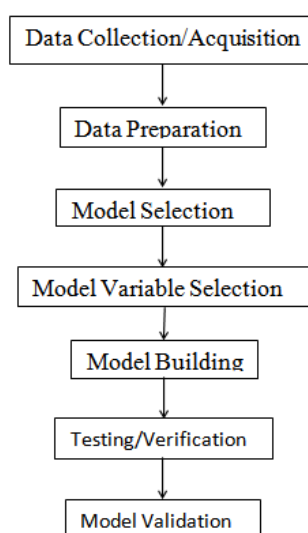 Data Collection/Acquisition
Data Preparation
Model Selection
Model Variable Selection
Model Building
Testing/Verification
Model Validation